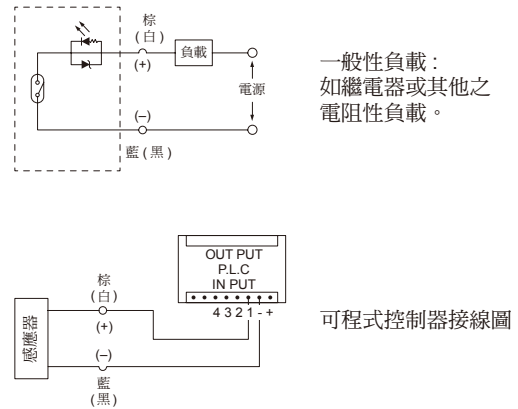 棕
(白)
(+)
負載
電源
(–)
藍(黑)
一般性負載:
如繼電器或其他之
電阻性負載。
OUT PUT
P.L.C
IN PUT
4 3 2 1 - +
感應器
棕
(白)
(+)
(–)
藍
(黑)
可程式控制器接線圖